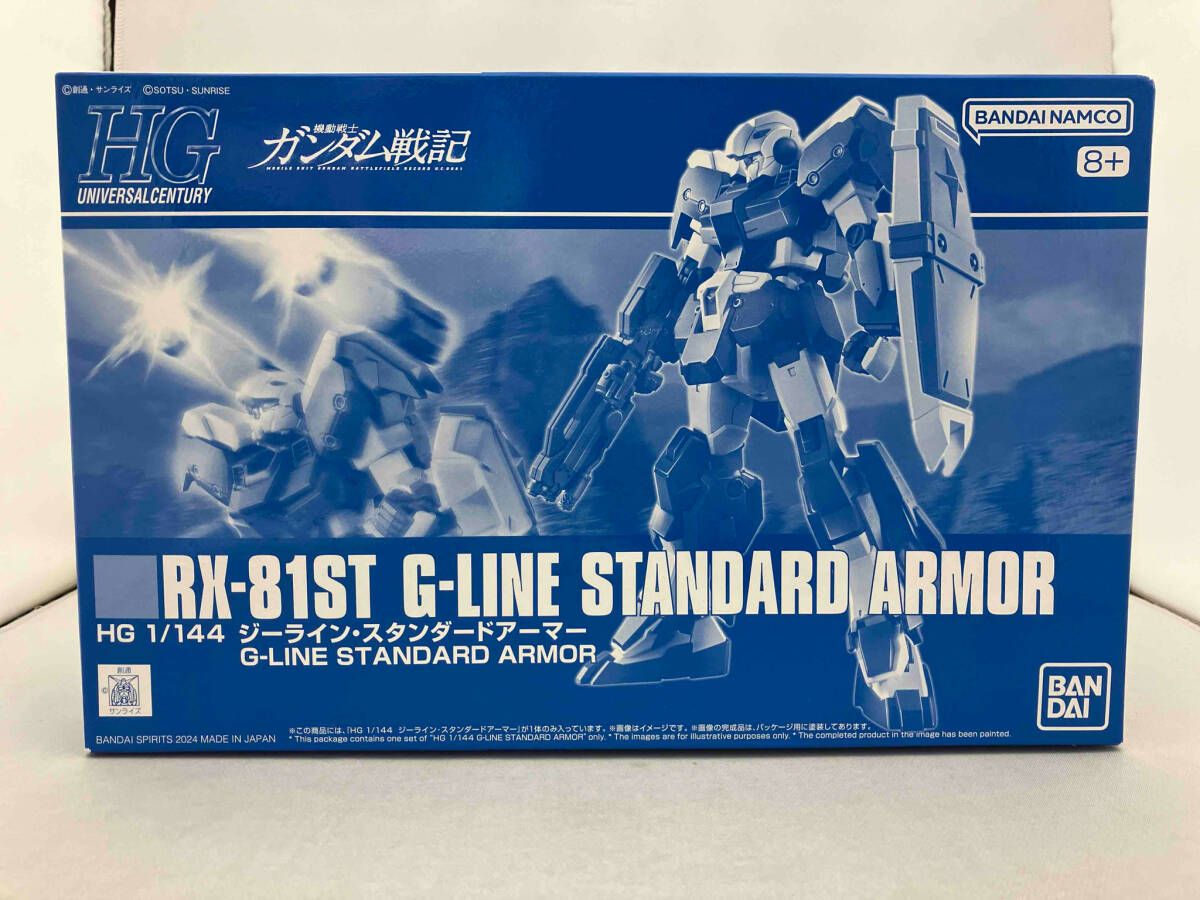 ©創通・サンライズ ©SOTSU・SUNRISE
HG
UNIVERSAL CENTURY
機動戦士
ガンダム戦記
MOBILE SUIT GUNDAM BATTLEFIELD RECORD U.C.0081
BANDAI NAMCO
8+
RX-81ST G-LINE STANDARD ARMOR
HG 1/144 ジーライン・スタンダードアーマー
G-LINE STANDARD ARMOR
創通
©
サンライズ
BAN
DAI
BANDAI SPIRITS 2024 MADE IN JAPAN
※この商品には、「HG 1/144 ジーライン・スタンダードアーマー」が1体のみ入っています。※画像はイメージです。※画像の完成品は、パッケージ用に塗装してあります。
* This package contains one set of "HG 1/144 G-LINE STANDARD ARMOR" only. * The images are for illustrative purposes only. * The completed product in the image has been painted.